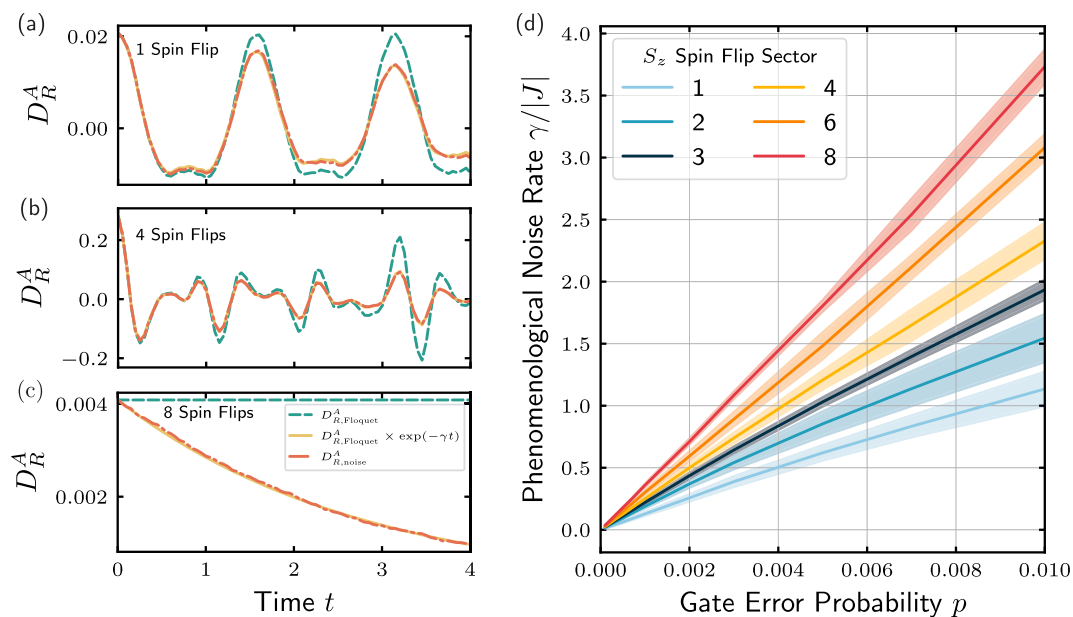 (a)
1 Spin Flip
0.02
0.00
D_R^A
(b)
4 Spin Flips
0.2
0.0
−0.2
D_R^A
(c)
8 Spin Flips
0.004
0.002
D_R^A
D^A_{R,Floquet}
D^A_{R,Floquet} × exp(−γt)
D^A_{R,noise}
0 1 2 3 4
Time t
(d)
S_z Spin Flip Sector
1 4
2 6
3 8
4.0
3.5
3.0
2.5
2.0
1.5
1.0
0.5
0.0
Phenomenological Noise Rate γ/|J|
0.000 0.002 0.004 0.006 0.008 0.010
Gate Error Probability p